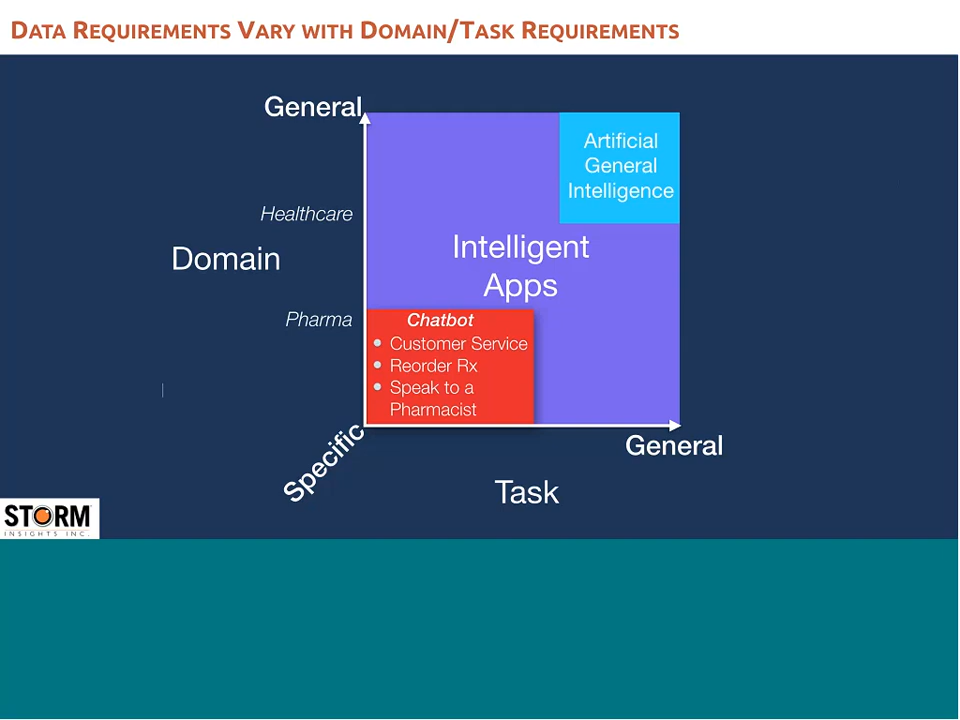 DATA REQUIREMENTS VARY WITH DOMAIN/TASK REQUIREMENTS
General
Artificial
General
Intelligence
Healthcare
Domain
Intelligent
Apps
Pharma
Chatbot
• Customer Service
• Reorder Rx
• Speak to a
Pharmacist
Specific
General
Task
STORM
INSIGHTS INC.